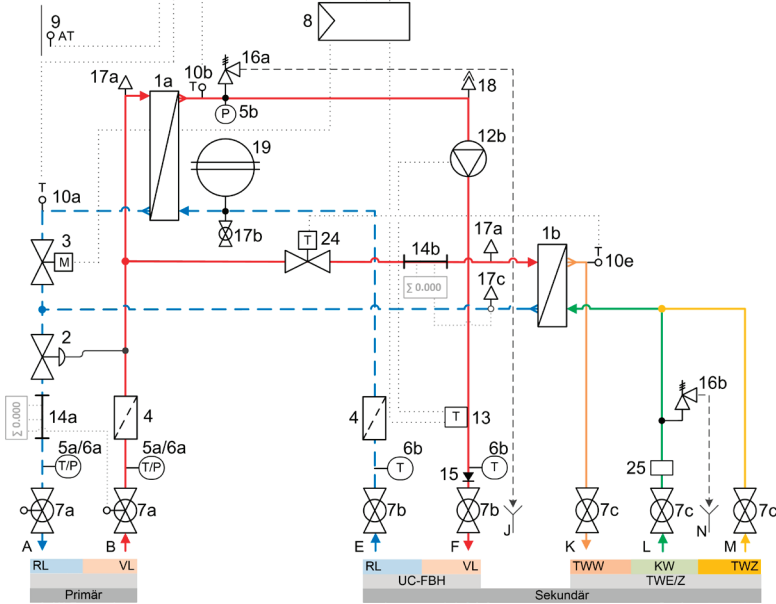 9
AT
8
16a
10b
T
17a
1a
18
P
5b
12b
19
T
10a
17b
17a
3
M
T
24
14b
1b
T
10e
Σ 0.000
17c
2
16b
Σ 0.000
14a
4
4
T
13
5a/6a
5a/6a
6b
6b
25
T/P
T/P
T
15
T
7a
7a
7b
7b
7c
7c
7c
A
B
E
F
J
K
L
N
M
RL
VL
RL
VL
TWW
KW
TWZ
UC-FBH
TWE/Z
Primär
Sekundär